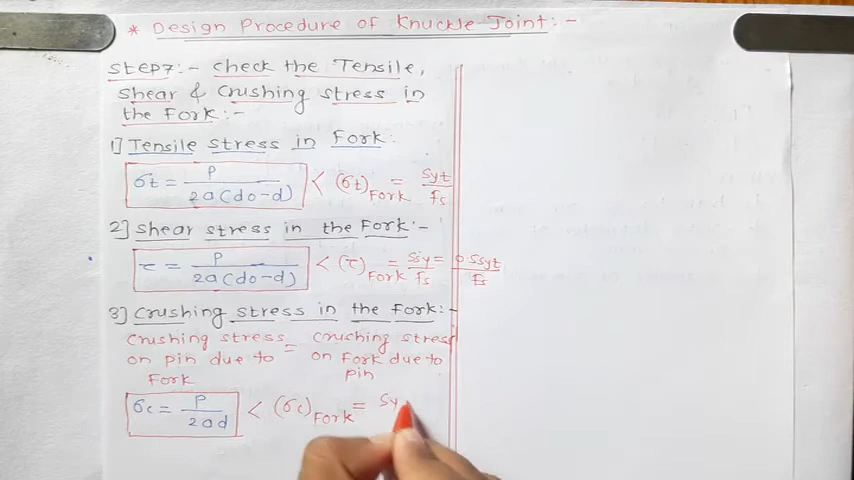 * Design Procedure of Knuckle Joint:-
Step7:- Check the Tensile,
Shear & Crushing stress in
the Fork:-
1] Tensile stress in Fork:
σt = P / 2a(do-d) < (σt)Fork = Syt / fs
2] Shear stress in the Fork:-
τ = P / 2a(do-d) < (τ)Fork = Ssy / fs = 0.5Syt / fs
3] Crushing stress in the Fork:-
Crushing stress on pin due to Fork = Crushing stress on Fork due to pin
σc = P / 2ad < (σc)Fork = Sy